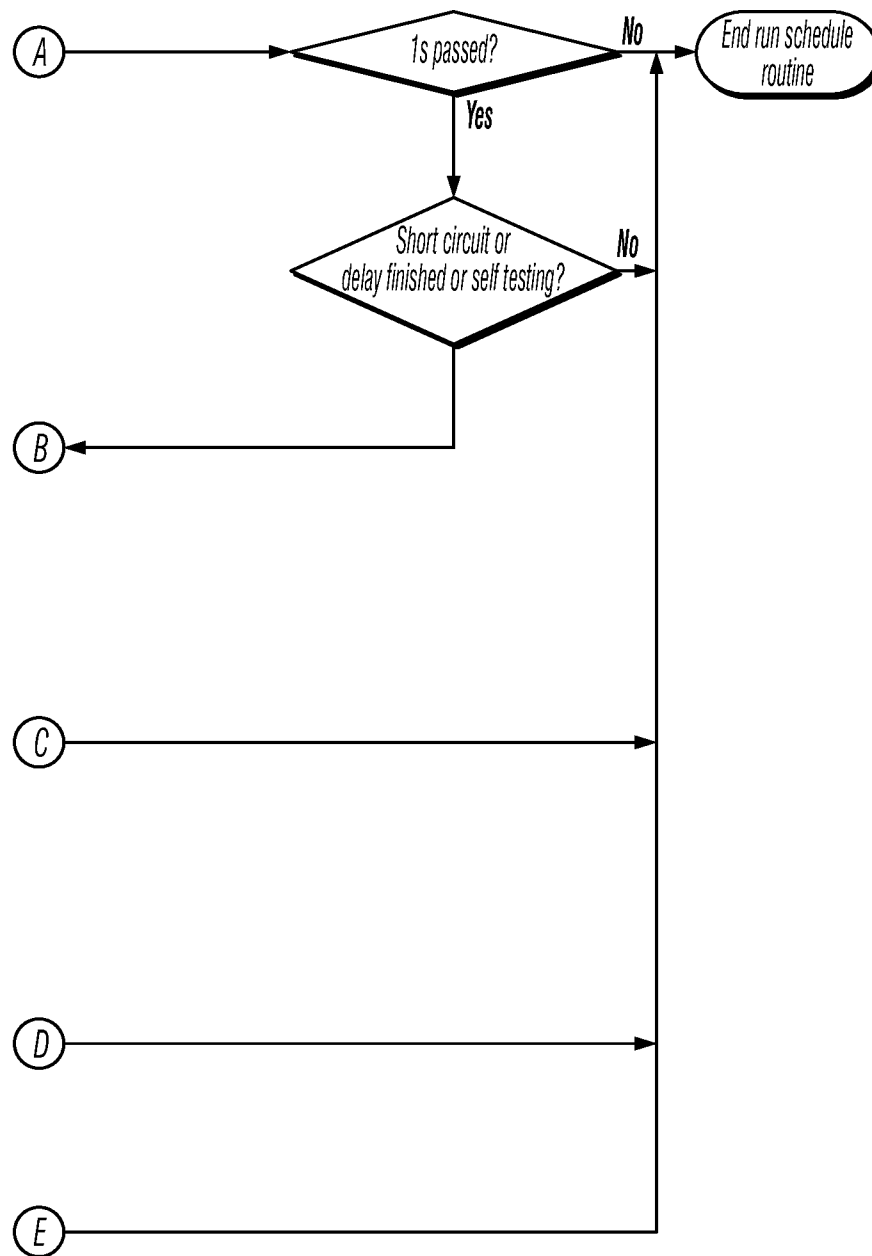 A
1s passed?
No
End run schedule
routine
Yes
Short circuit or
delay finished or self testing?
No
B
C
D
E